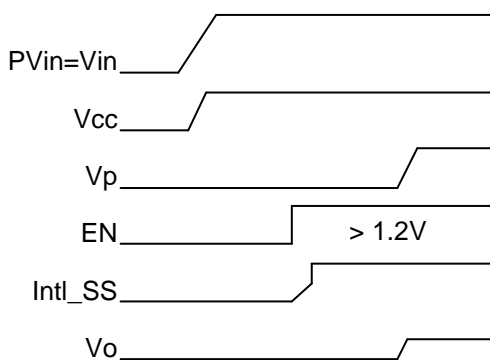 PVin=Vin
Vcc
Vp
EN
> 1.2V
Intl_SS
Vo